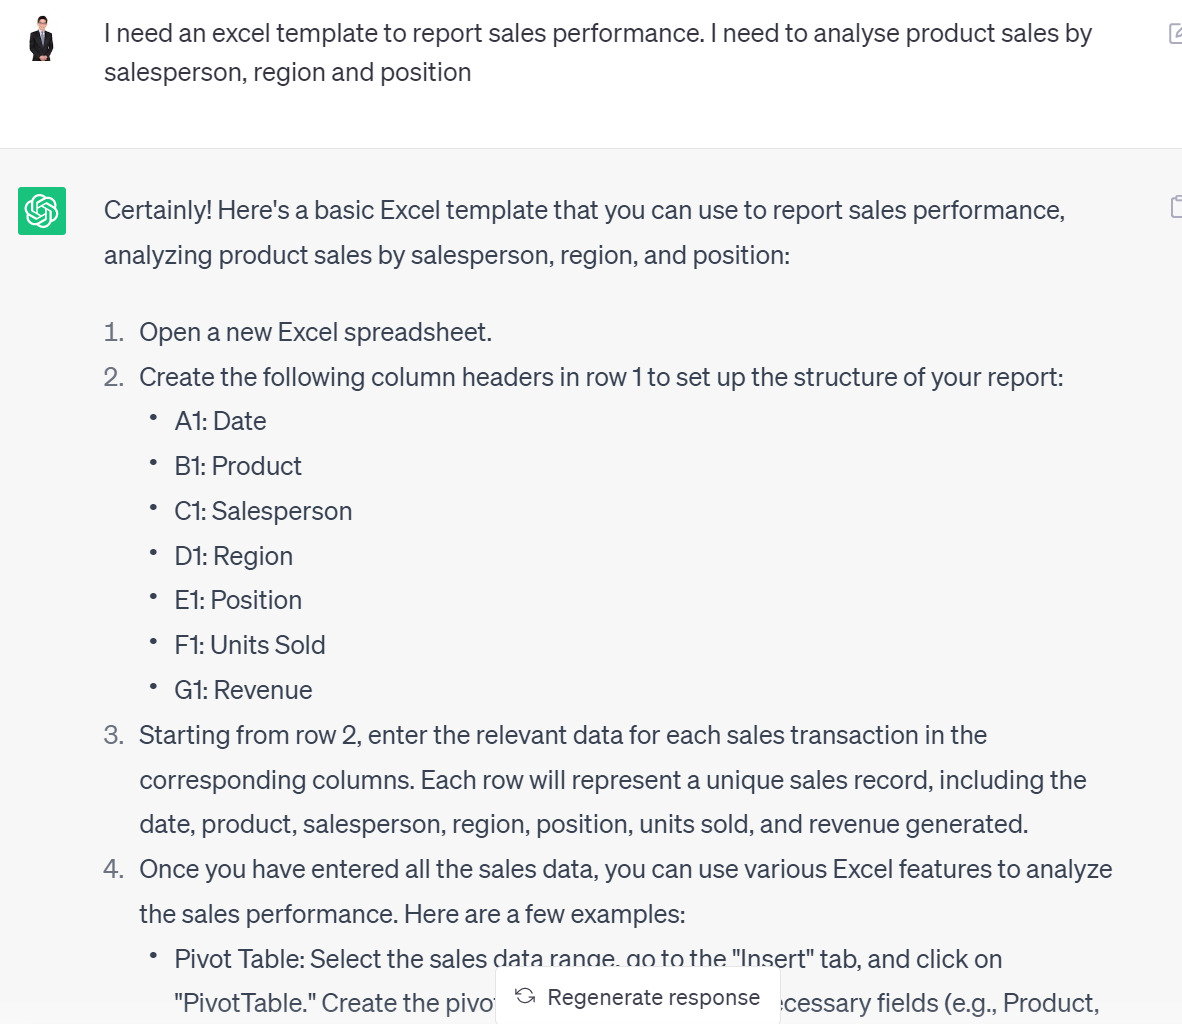 I need an excel template to report sales performance. I need to analyse product sales by
salesperson, region and position
Certainly! Here's a basic Excel template that you can use to report sales performance,
analyzing product sales by salesperson, region, and position:
1. Open a new Excel spreadsheet.
2. Create the following column headers in row 1 to set up the structure of your report:
• A1: Date
• B1: Product
• C1: Salesperson
• D1: Region
• E1: Position
• F1: Units Sold
• G1: Revenue
3. Starting from row 2, enter the relevant data for each sales transaction in the
corresponding columns. Each row will represent a unique sales record, including the
date, product, salesperson, region, position, units sold, and revenue generated.
4. Once you have entered all the sales data, you can use various Excel features to analyze
the sales performance. Here are a few examples:
• Pivot Table: Select the sales data range, go to the "Insert" tab, and click on
"PivotTable." Create the fields (e.g., Product,
Regenerate response